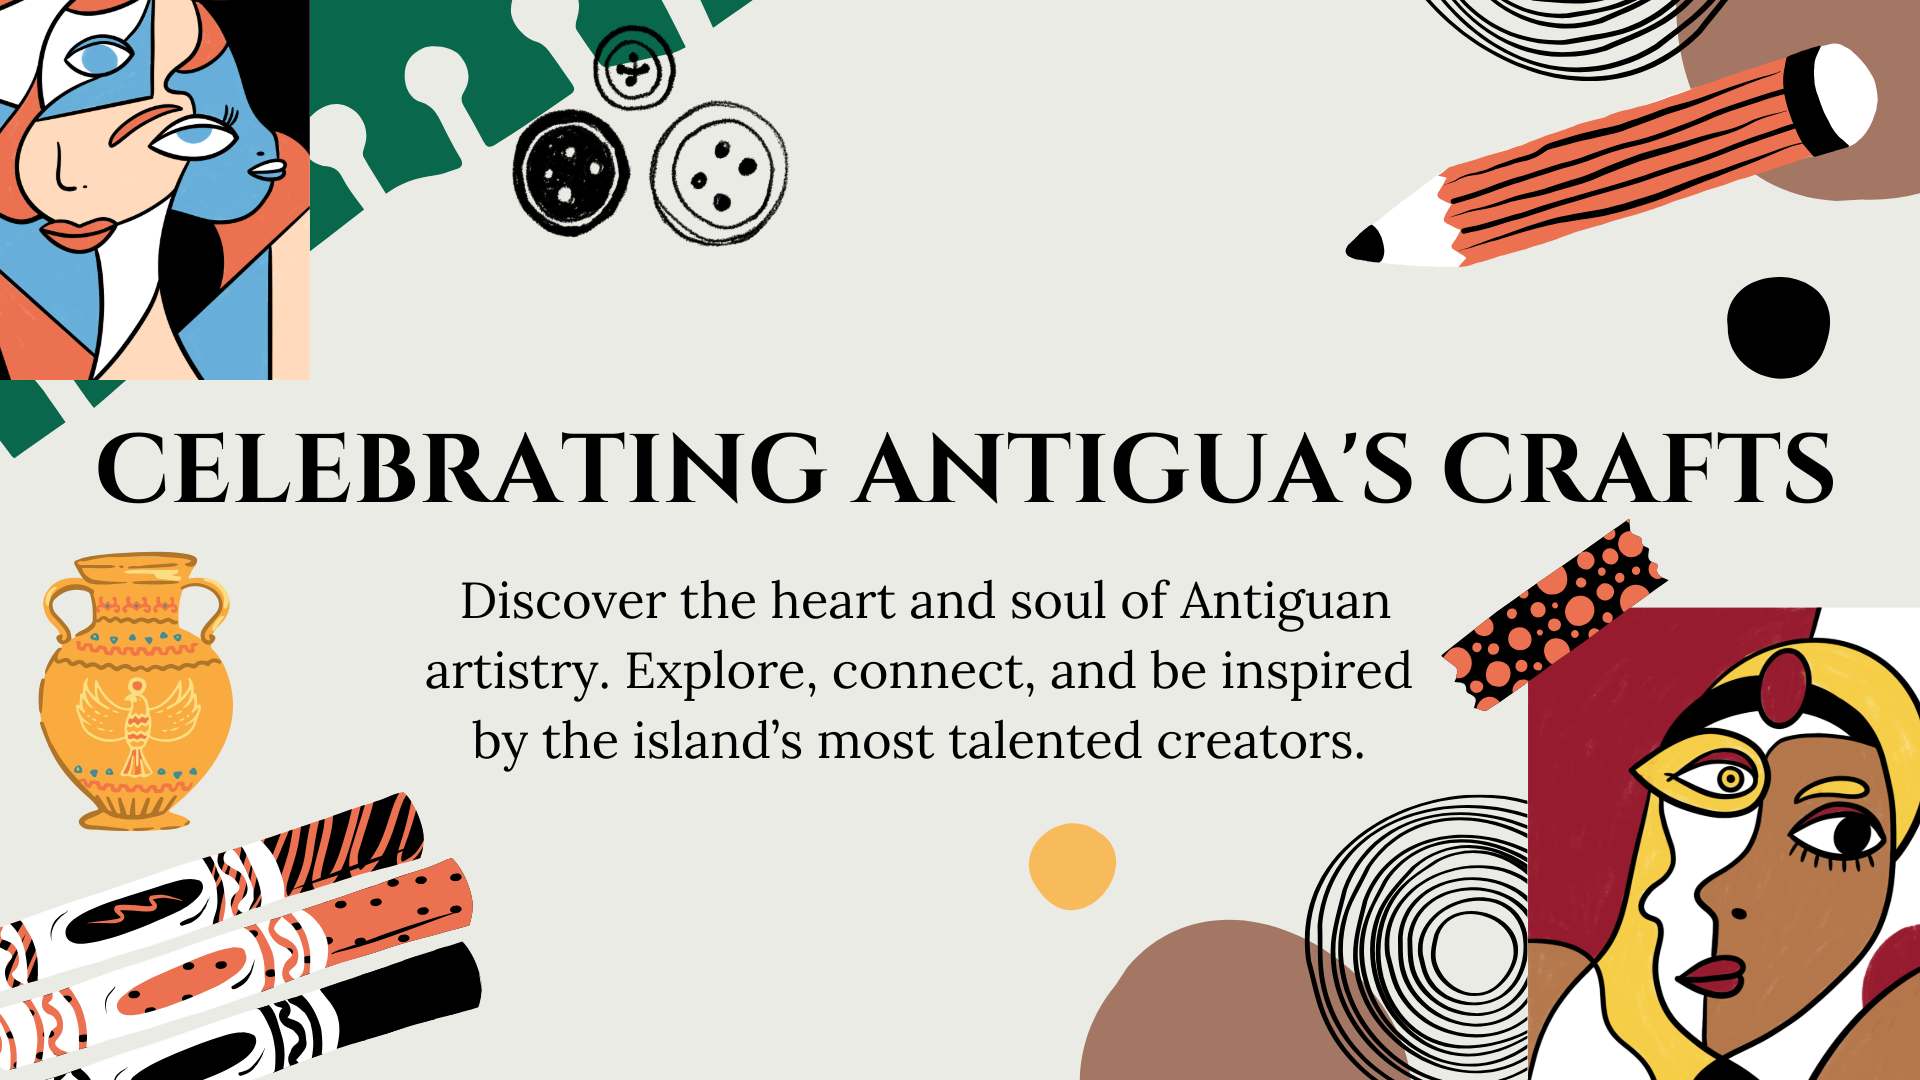 CELEBRATING ANTIGUA'S CRAFTS
Discover the heart and soul of Antiguan
artistry. Explore, connect, and be inspired
by the island’s most talented creators.